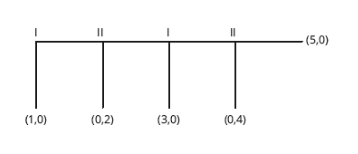 I II I II
(5,0)
(1,0) (0,2) (3,0) (0,4)